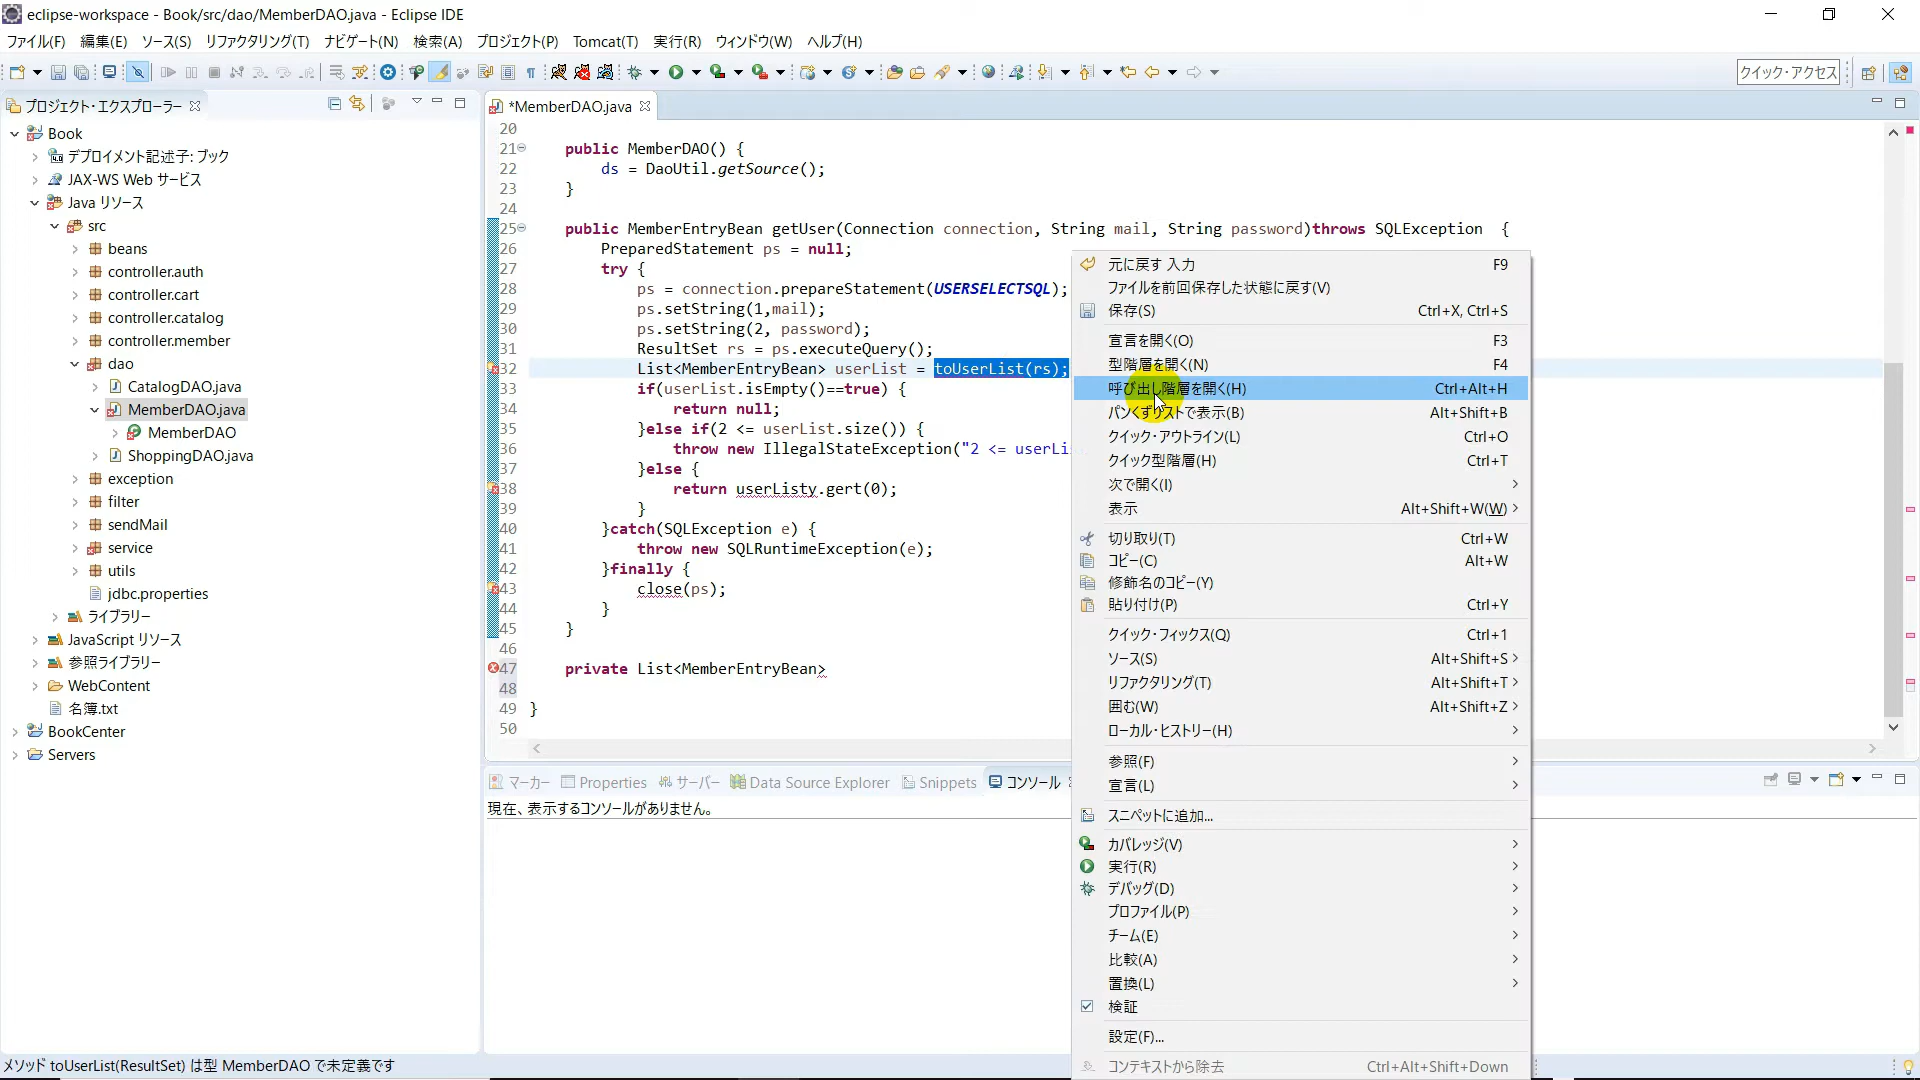 eclipse-workspace - Book/src/dao/MemberDAO.java - Eclipse IDE
ファイル(F) 編集(E) ソース(S) リファクタリング(T) ナビゲート(N) 検索(A) プロジェクト(P) Tomcat(T) 実行(R) ウィンドウ(W) ヘルプ(H)
クイック・アクセス
プロジェクト・エクスプローラー
Book
デプロイメント記述子: ブック
JAX-WS Web サービス
Java リソース
src
beans
controller.auth
controller.cart
controller.catalog
controller.member
dao
CatalogDAO.java
MemberDAO.java
MemberDAO
ShoppingDAO.java
exception
filter
sendMail
service
utils
jdbc.properties
ライブラリー
JavaScript リソース
参照ライブラリー
WebContent
名簿.txt
BookCenter
Servers
*MemberDAO.java
20
21 public MemberDAO() {
22 ds = DaoUtil.getSource();
23 }
24
25 public MemberEntryBean getUser(Connection connection, String mail, String password)throws SQLException {
26 PreparedStatement ps = null;
27 try {
28 ps = connection.prepareStatement(USERSELECTSQL);
29 ps.setString(1,mail);
30 ps.setString(2, password);
31 ResultSet rs = ps.executeQuery();
32 List<MemberEntryBean> userList = toUserList(rs);
33 if(userList.isEmpty()==true) {
34 return null;
35 }else if(2 <= userList.size()) {
36 throw new IllegalStateException("2 <= userLi
37 }else {
38 return userListy.gert(0);
39 }
40 }catch(SQLException e) {
41 throw new SQLRuntimeException(e);
42 }finally {
43 close(ps);
44 }
45 }
46
47 private List<MemberEntryBean>
48
49 }
50
元に戻す 入力 F9
ファイルを前回保存した状態に戻す(V)
保存(S) Ctrl+X, Ctrl+S
宣言を開く(O) F3
型階層を開く(N) F4
呼び出し階層を開く(H) Ctrl+Alt+H
パンくずリストで表示(B) Alt+Shift+B
クイック・アウトライン(L) Ctrl+O
クイック型階層(H) Ctrl+T
次で開く(I)
表示 Alt+Shift+W(W)
切り取り(T) Ctrl+W
コピー(C) Alt+W
修飾名のコピー(Y)
貼り付け(P) Ctrl+Y
クイック・フィックス(Q) Ctrl+1
ソース(S) Alt+Shift+S
リファクタリング(T) Alt+Shift+T
囲む(W) Alt+Shift+Z
ローカル・ヒストリー(H)
参照(F)
宣言(L)
スニペットに追加...
カバレッジ(V)
実行(R)
デバッグ(D)
プロファイル(P)
チーム(E)
比較(A)
置換(L)
検証
設定(F)...
コンテキストから除去 Ctrl+Alt+Shift+Down
マーカー Properties サーバー Data Source Explorer Snippets コンソール
現在、表示するコンソールがありません。
メソッド toUserList(ResultSet) は型 MemberDAO で未定義です